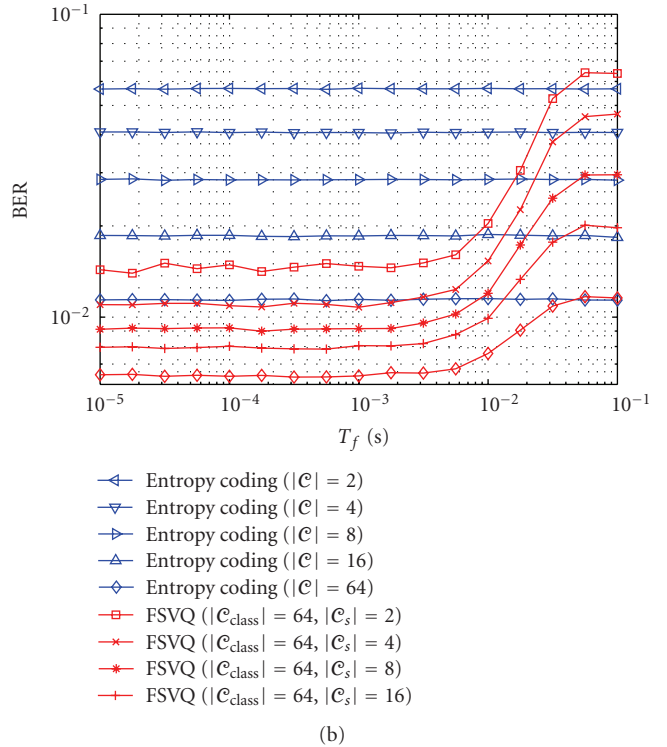 10⁻¹
10⁻²
BER
10⁻⁵ 10⁻⁴ 10⁻³ 10⁻² 10⁻¹
T_f (s)
Entropy coding (|𝒞| = 2)
Entropy coding (|𝒞| = 4)
Entropy coding (|𝒞| = 8)
Entropy coding (|𝒞| = 16)
Entropy coding (|𝒞| = 64)
FSVQ (|𝒞_class| = 64, |𝒞_s| = 2)
FSVQ (|𝒞_class| = 64, |𝒞_s| = 4)
FSVQ (|𝒞_class| = 64, |𝒞_s| = 8)
FSVQ (|𝒞_class| = 64, |𝒞_s| = 16)
(b)